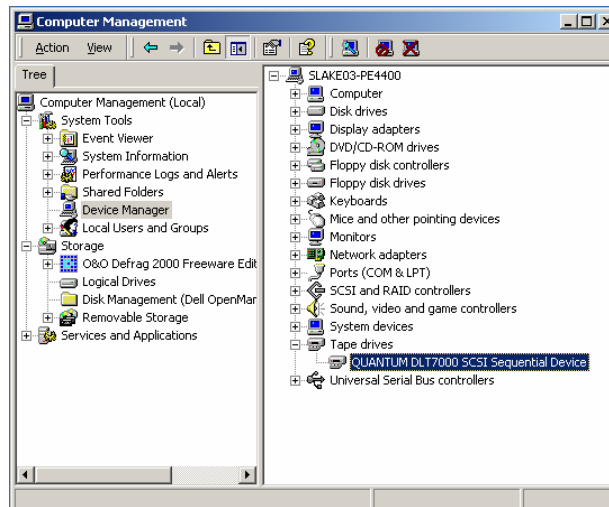 Computer Management
Action View
Tree
Computer Management (Local)
System Tools
Event Viewer
System Information
Performance Logs and Alerts
Shared Folders
Device Manager
Local Users and Groups
Storage
O&O Defrag 2000 Freeware Edit
Logical Drives
Disk Management (Dell OpenMan
Removable Storage
Services and Applications
SLAKE03-PE4400
Computer
Disk drives
Display adapters
DVD/CD-ROM drives
Floppy disk controllers
Floppy disk drives
Keyboards
Mice and other pointing devices
Monitors
Network adapters
Ports (COM & LPT)
SCSI and RAID controllers
Sound, video and game controllers
System devices
Tape drives
QUANTUM DLT7000 SCSI Sequential Device
Universal Serial Bus controllers